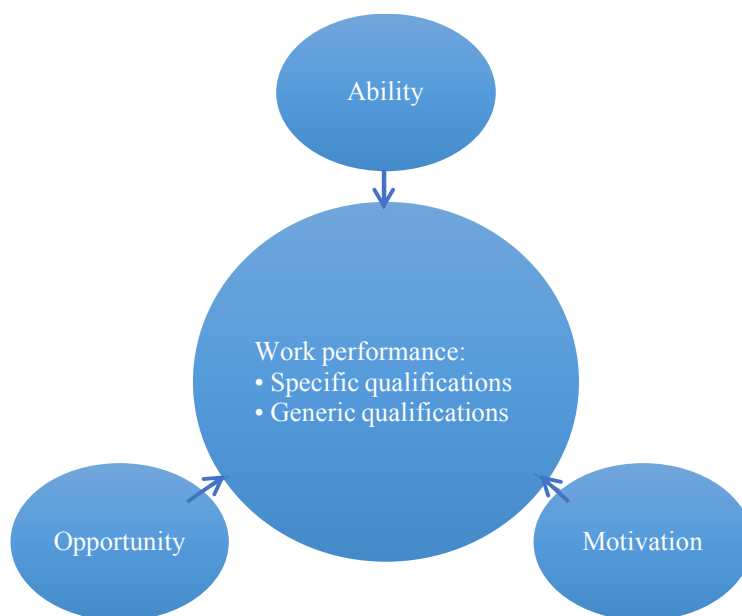 Ability
Work performance:
• Specific qualifications
• Generic qualifications
Opportunity
Motivation